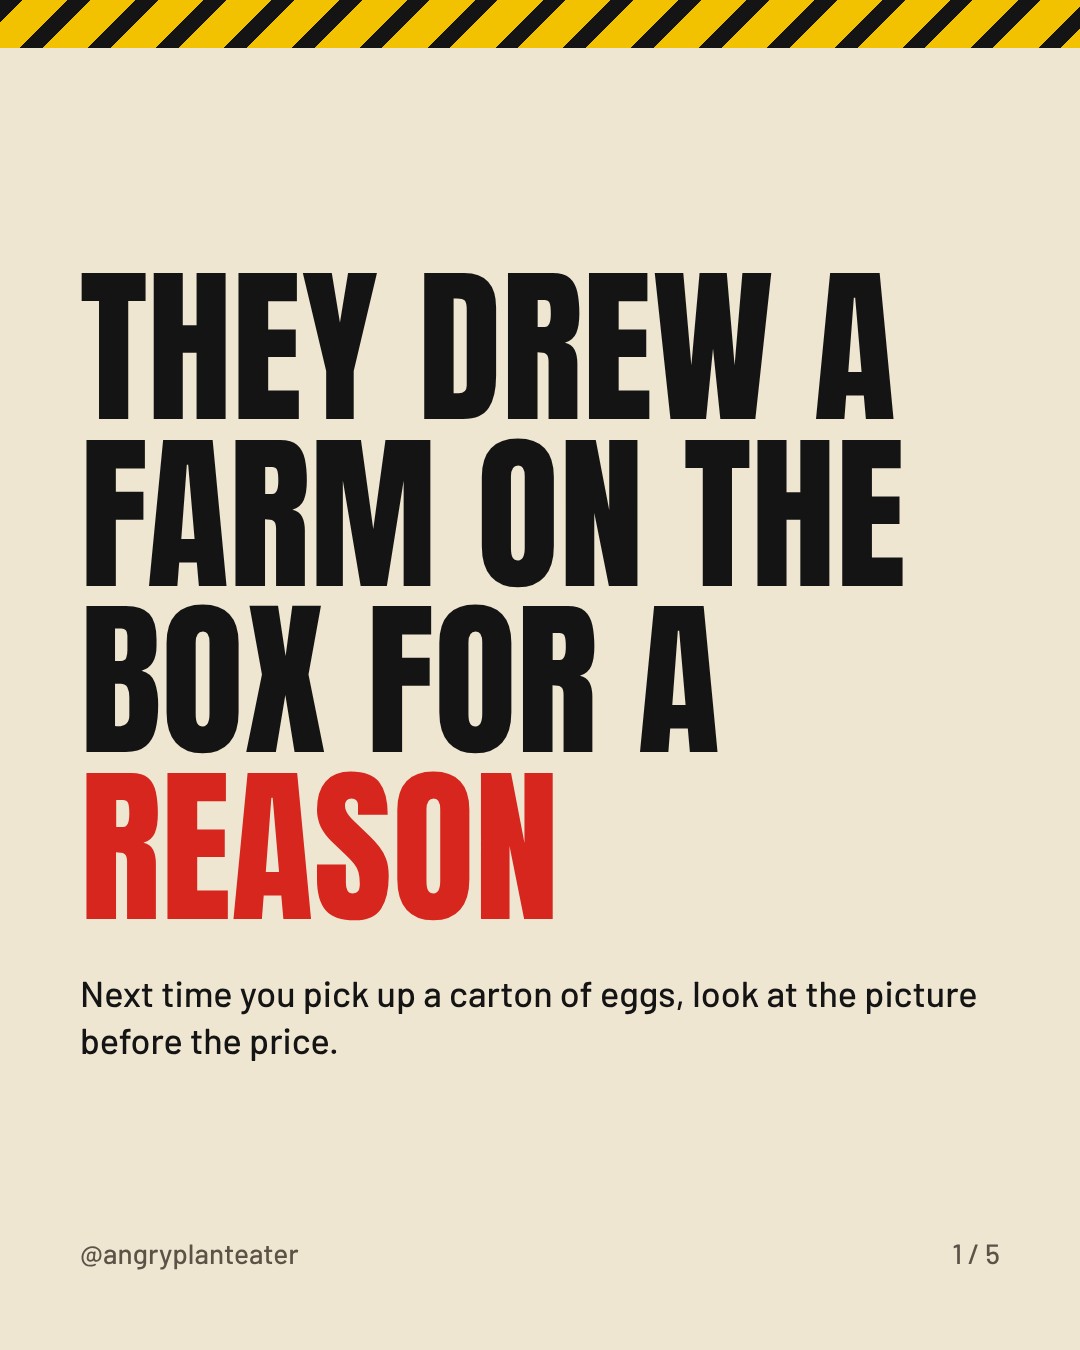 THEY DREW A
FARM ON THE
BOX FOR A
REASON
Next time you pick up a carton of eggs, look at the picture
before the price.
@angryplanteater
1 / 5